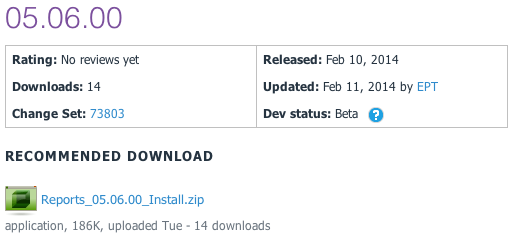 05.06.00
Rating: No reviews yet
Released: Feb 10, 2014
Downloads: 14
Updated: Feb 11, 2014 by EPT
Change Set: 73803
Dev status: Beta ?
RECOMMENDED DOWNLOAD
Reports_05.06.00_Install.zip
application, 186K, uploaded Tue - 14 downloads